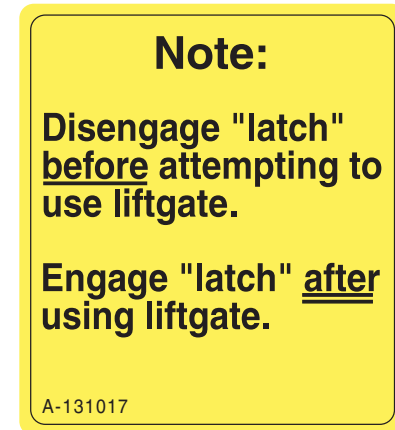 Note:
Disengage "latch"
before attempting to
use liftgate.
Engage "latch" after
using liftgate.
A-131017